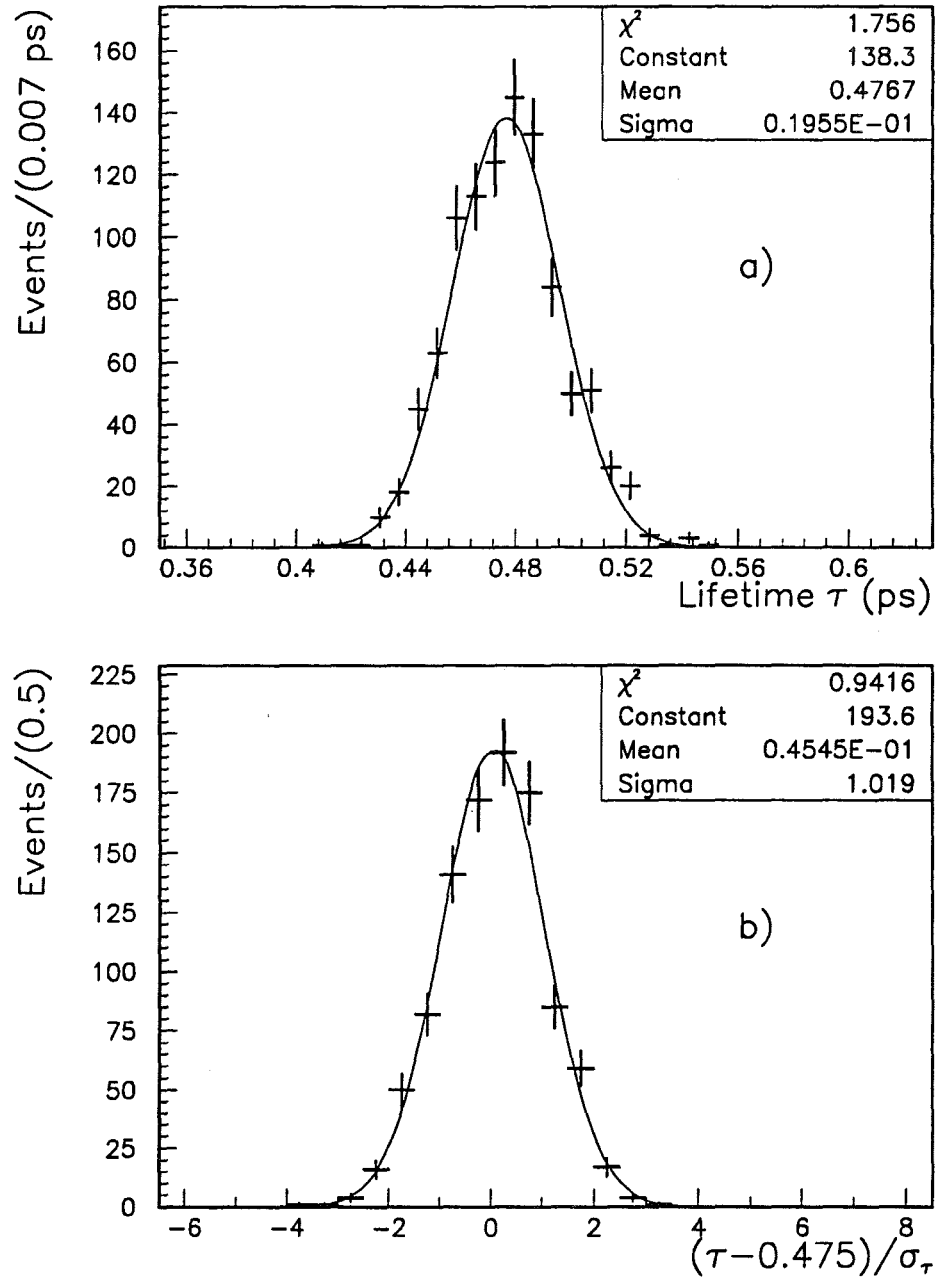 Events/(0.007 ps)
160
140
120
100
80
60
40
20
0
χ² 1.756
Constant 138.3
Mean 0.4767
Sigma 0.1955E−01
a)
0.36 0.4 0.44 0.48 0.52 0.56 0.6
Lifetime τ (ps)
Events/(0.5)
225
200
175
150
125
100
75
50
25
0
χ² 0.9416
Constant 193.6
Mean 0.4545E−01
Sigma 1.019
b)
−6 −4 −2 0 2 4 6 8
(τ−0.475)/στ